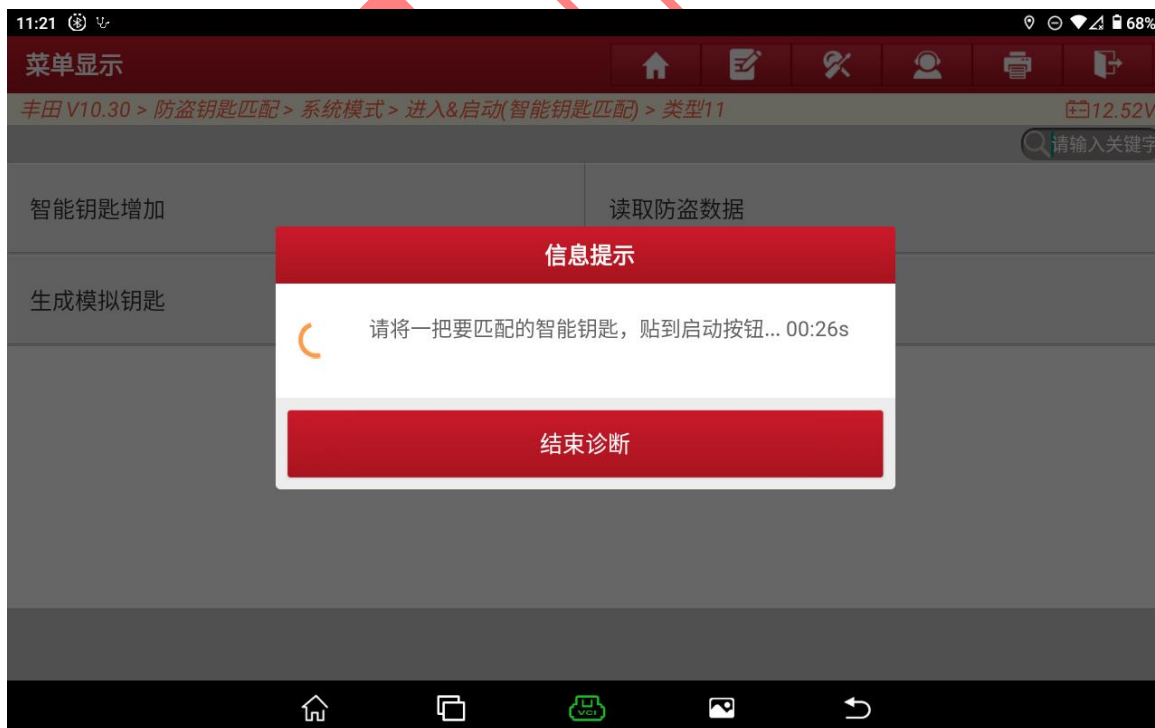 11:21
68%
菜单显示
丰田 V10.30 > 防盗钥匙匹配 > 系统模式 > 进入&启动(智能钥匙匹配) > 类型11
12.52V
请输入关键字
智能钥匙增加
读取防盗数据
信息提示
生成模拟钥匙
请将一把要匹配的智能钥匙，贴到启动按钮... 00:26s
结束诊断
VCI